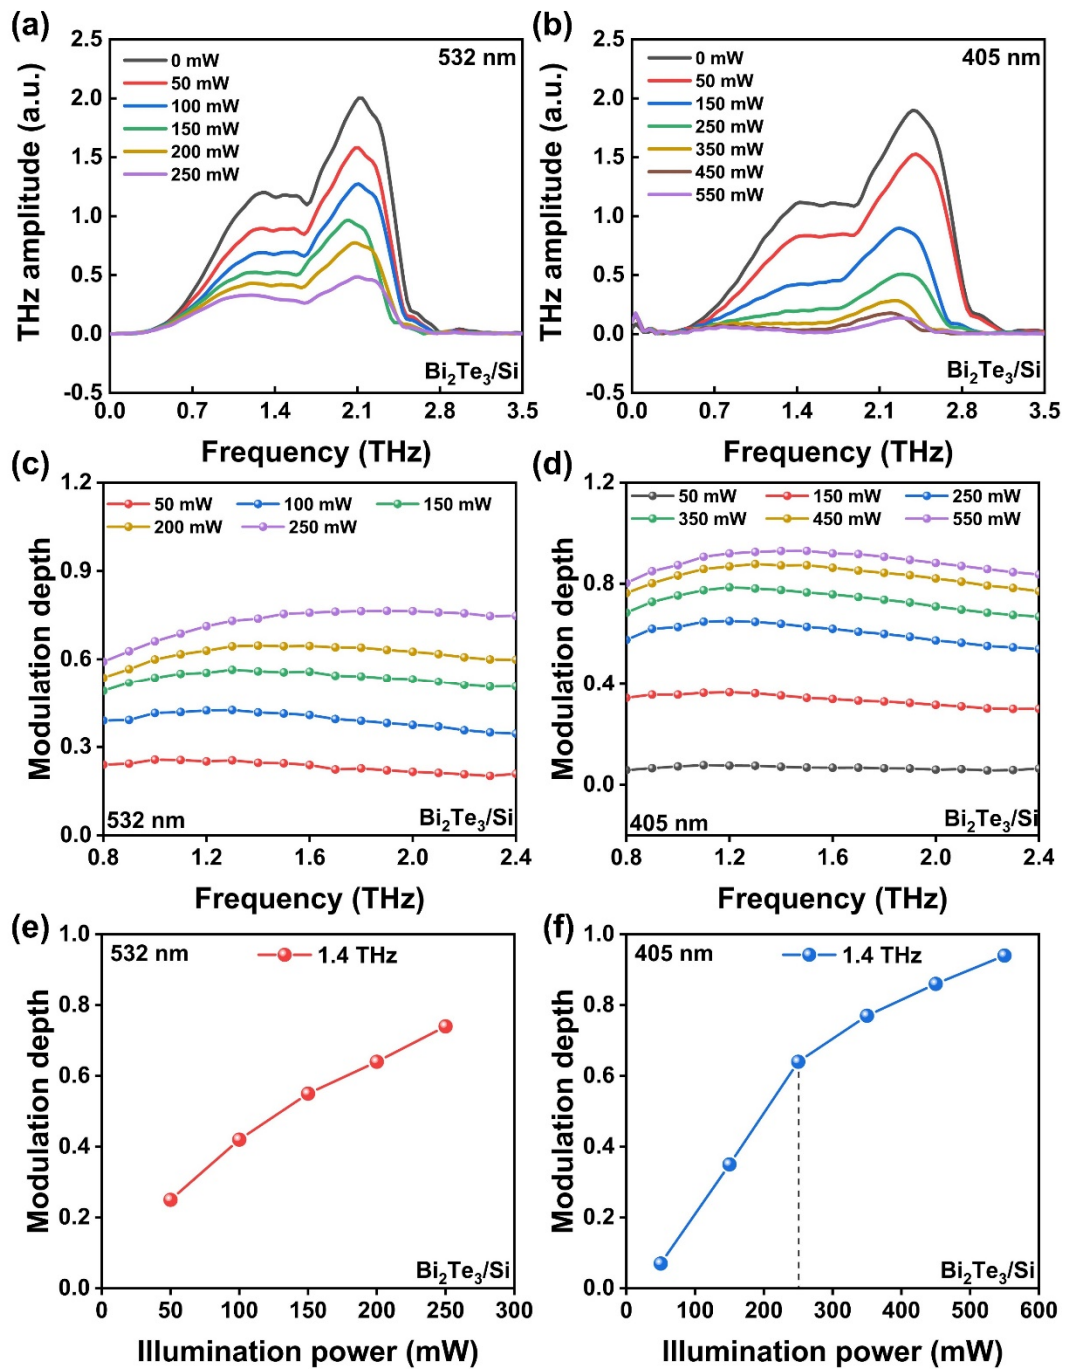 (a)
2.5
2.0
1.5
1.0
0.5
0.0
-0.5
THz amplitude (a.u.)
0 mW
50 mW
100 mW
150 mW
200 mW
250 mW
532 nm
Bi₂Te₃/Si
0.0 0.7 1.4 2.1 2.8 3.5
Frequency (THz)
(b)
2.5
2.0
1.5
1.0
0.5
0.0
-0.5
THz amplitude (a.u.)
0 mW
50 mW
150 mW
250 mW
350 mW
450 mW
550 mW
405 nm
Bi₂Te₃/Si
0.0 0.7 1.4 2.1 2.8 3.5
Frequency (THz)
(c)
1.2
0.9
0.6
0.3
0.0
Modulation depth
50 mW 100 mW 150 mW
200 mW 250 mW
532 nm
Bi₂Te₃/Si
0.8 1.2 1.6 2.0 2.4
Frequency (THz)
(d)
1.2
0.8
0.4
0.0
Modulation depth
50 mW 150 mW 250 mW
350 mW 450 mW 550 mW
405 nm
Bi₂Te₃/Si
0.8 1.2 1.6 2.0 2.4
Frequency (THz)
(e)
1.0
0.8
0.6
0.4
0.2
0.0
Modulation depth
532 nm
1.4 THz
Bi₂Te₃/Si
0 50 100 150 200 250 300
Illumination power (mW)
(f)
1.0
0.8
0.6
0.4
0.2
0.0
Modulation depth
405 nm
1.4 THz
Bi₂Te₃/Si
0 100 200 300 400 500 600
Illumination power (mW)